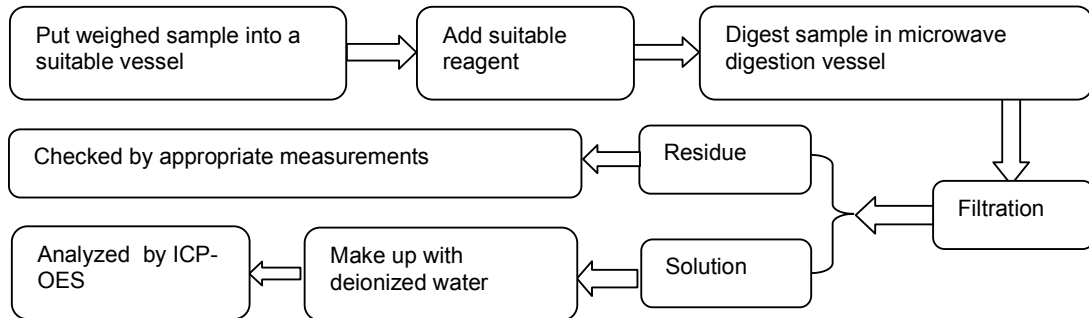 Put weighed sample into a
suitable vessel
Add suitable
reagent
Digest sample in microwave
digestion vessel
Checked by appropriate measurements
Residue
Filtration
Analyzed by ICP-
OES
Make up with
deionized water
Solution